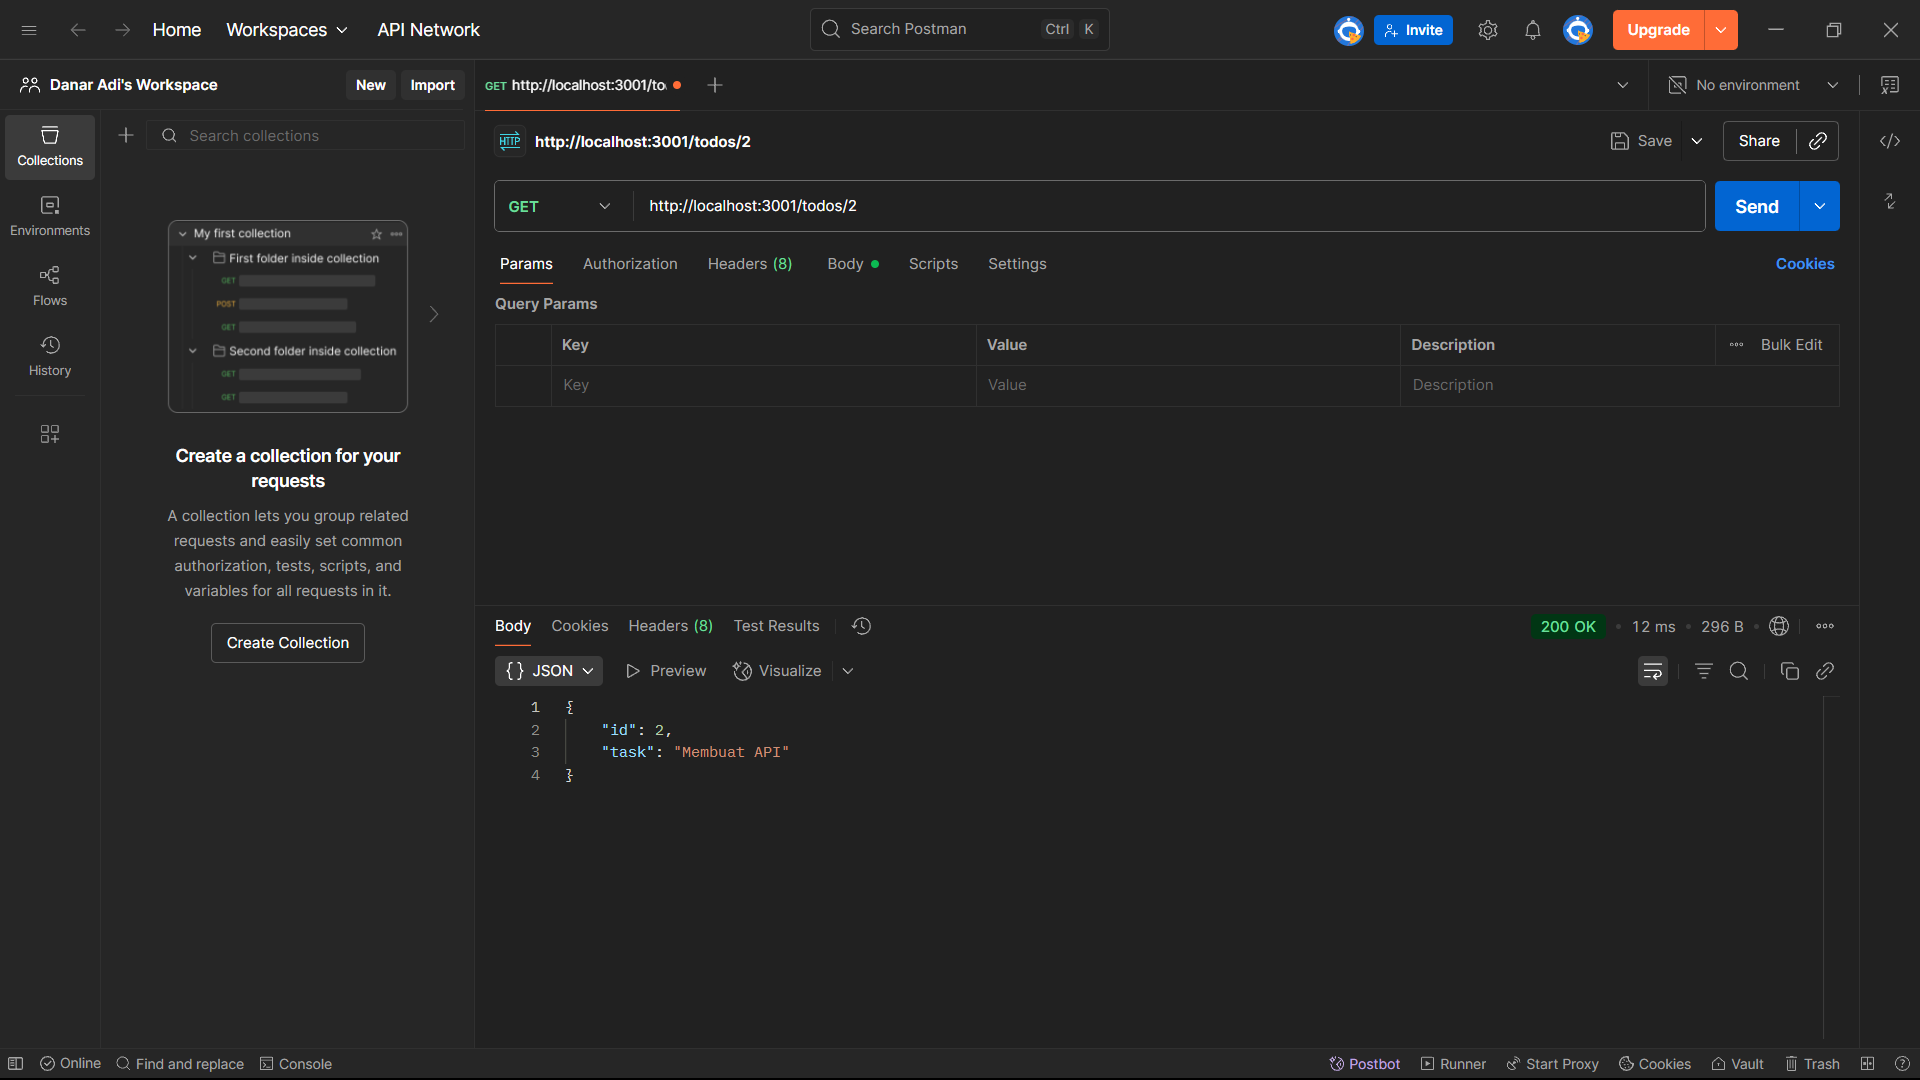 Home Workspaces API Network Search Postman Ctrl K Invite Upgrade
Danar Adi's Workspace New Import GET http://localhost:3001/to No environment
Collections
Environments
Flows
History
Search collections
My first collection
First folder inside collection
GET
POST
GET
Second folder inside collection
GET
GET
Create a collection for your
requests
A collection lets you group related
requests and easily set common
authorization, tests, scripts, and
variables for all requests in it.
Create Collection
HTTP http://localhost:3001/todos/2 Save Share
GET http://localhost:3001/todos/2 Send
Params Authorization Headers (8) Body Scripts Settings Cookies
Query Params
Key Value Description Bulk Edit
Key Value Description
Body Cookies Headers (8) Test Results 200 OK 12 ms 296 B
{} JSON Preview Visualize
1 {
2 "id": 2,
3 "task": "Membuat API"
4 }
Online Find and replace Console Postbot Runner Start Proxy Cookies Vault Trash